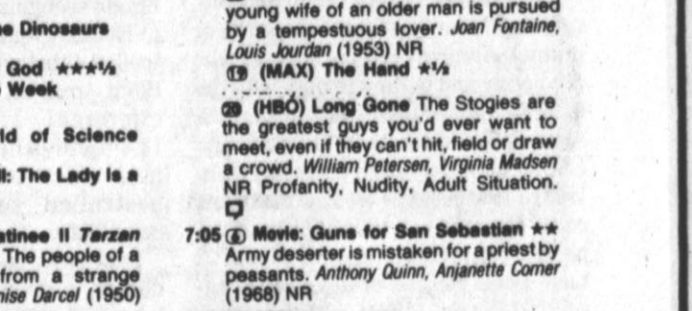 e Dinosaurs
God ★★★½
Week
ld of Science
I: The Lady Is a
atinee II Tarzan
The people of a
from a strange
nise Darcel (1950)
young wife of an older man is pursued
by a tempestuous lover. Joan Fontaine,
Louis Jourdan (1953) NR
(MAX) The Hand ★½
(HBO) Long Gone The Stogies are
the greatest guys you'd ever want to
meet, even if they can't hit, field or draw
a crowd. William Petersen, Virginia Madsen
NR Profanity, Nudity, Adult Situation.
7:05 ⑥ Movie: Guns for San Sebastian ★★
Army deserter is mistaken for a priest by
peasants. Anthony Quinn, Anjanette Comer
(1968) NR